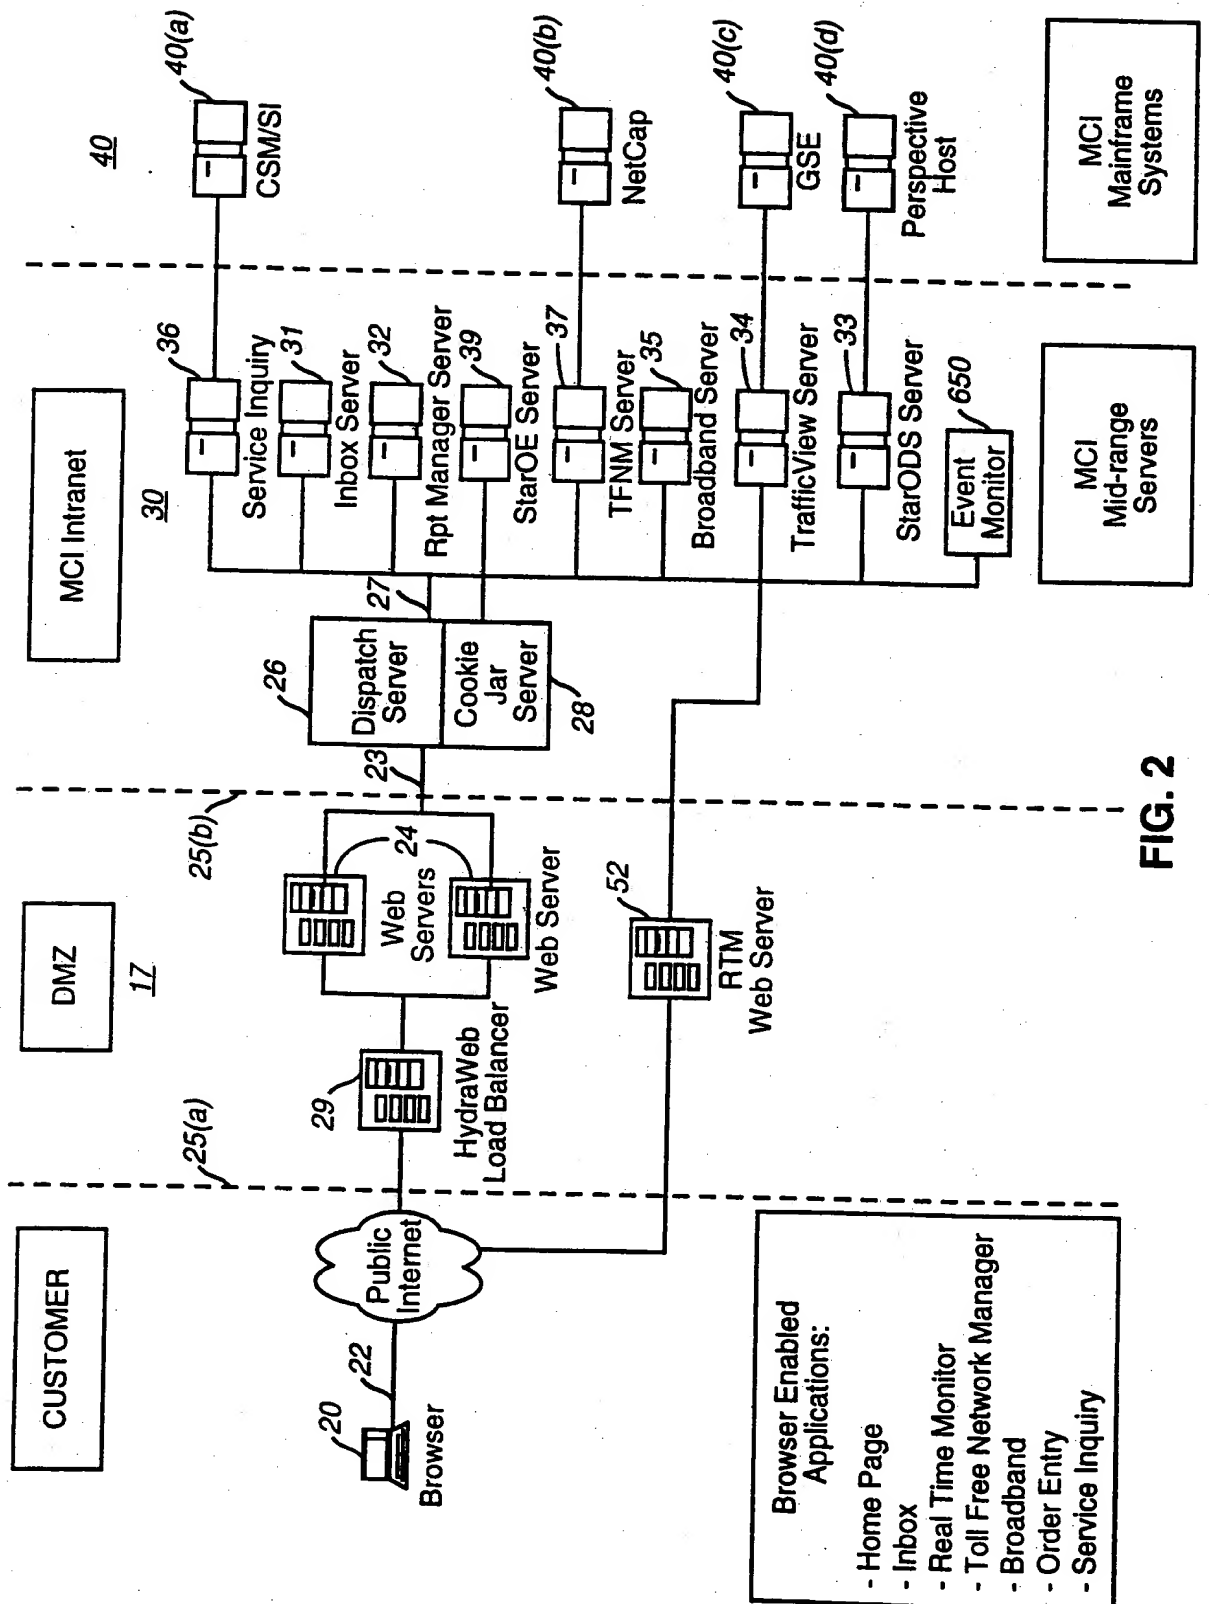 CUSTOMER
DMZ
17
MCI Intranet
30
40
25(a)
25(b)
20
22
Browser
Public
Internet
29
HydraWeb
Load Balancer
24
Web
Servers
Web Server
52
RTM
Web Server
23
26
Dispatch
Server
Cookie
Jar
Server
28
27
36
Service Inquiry
31
Inbox Server
32
Rpt Manager Server
39
StarOE Server
37
TFNM Server
35
Broadband Server
34
TrafficView Server
33
StarODS Server
650
Event
Monitor
40(a)
CSM/SI
40(b)
NetCap
40(c)
GSE
40(d)
Perspective
Host
Browser Enabled
Applications:
- Home Page
- Inbox
- Real Time Monitor
- Toll Free Network Manager
- Broadband
- Order Entry
- Service Inquiry
MCI
Mid-range
Servers
MCI
Mainframe
Systems
FIG. 2